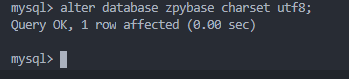 mysql> alter database zpybase charset utf8;
Query OK, 1 row affected (0.00 sec)
mysql>